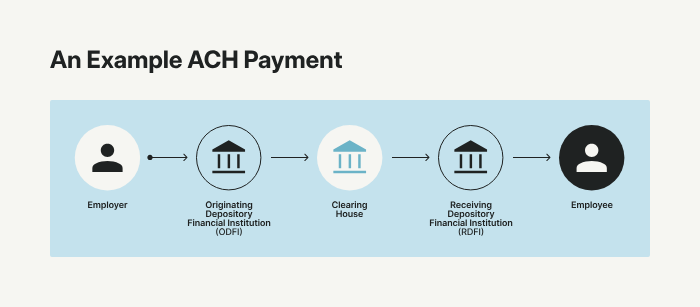 An Example ACH Payment
Employer
Originating
Depository
Financial Institution
(ODFI)
Clearing
House
Receiving
Depository
Financial Institution
(RDFI)
Employee